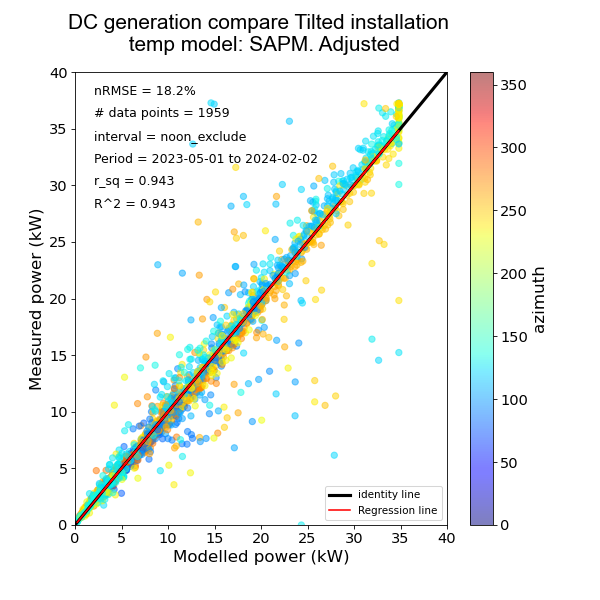 DC generation compare Tilted installation
temp model: SAPM. Adjusted
nRMSE = 18.2%
# data points = 1959
interval = noon_exclude
Period = 2023-05-01 to 2024-02-02
r_sq = 0.943
R^2 = 0.943
40
35
30
25
20
15
10
5
0
Measured power (kW)
0 5 10 15 20 25 30 35 40
Modelled power (kW)
identity line
Regression line
350
300
250
200
150
100
50
0
azimuth